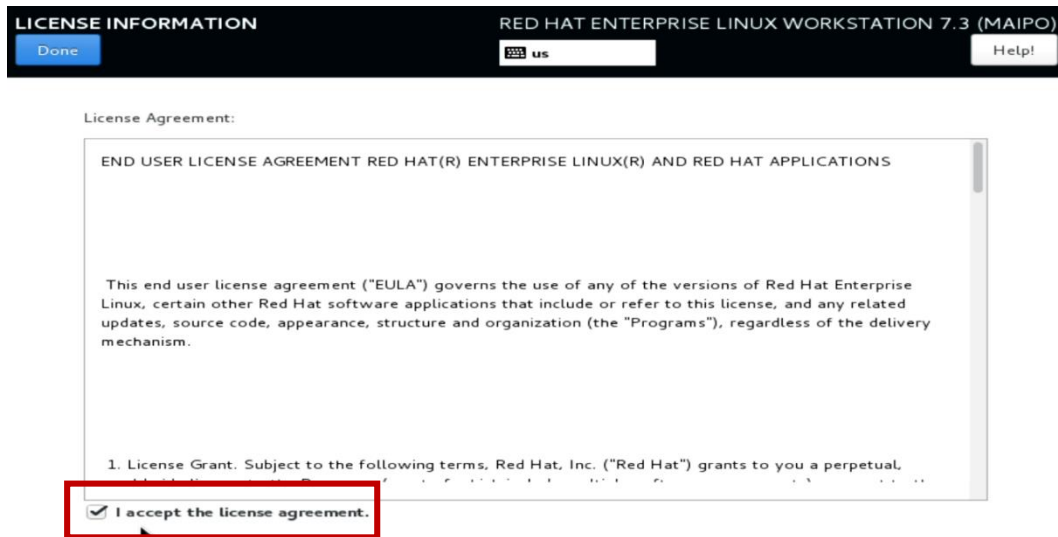 LICENSE INFORMATION
RED HAT ENTERPRISE LINUX WORKSTATION 7.3 (MAIPO)
Done
us
Help!
License Agreement:
END USER LICENSE AGREEMENT RED HAT(R) ENTERPRISE LINUX(R) AND RED HAT APPLICATIONS
This end user license agreement ("EULA") governs the use of any of the versions of Red Hat Enterprise
Linux, certain other Red Hat software applications that include or refer to this license, and any related
updates, source code, appearance, structure and organization (the "Programs"), regardless of the delivery
mechanism.
1. License Grant. Subject to the following terms, Red Hat, Inc. ("Red Hat") grants to you a perpetual,
I accept the license agreement.